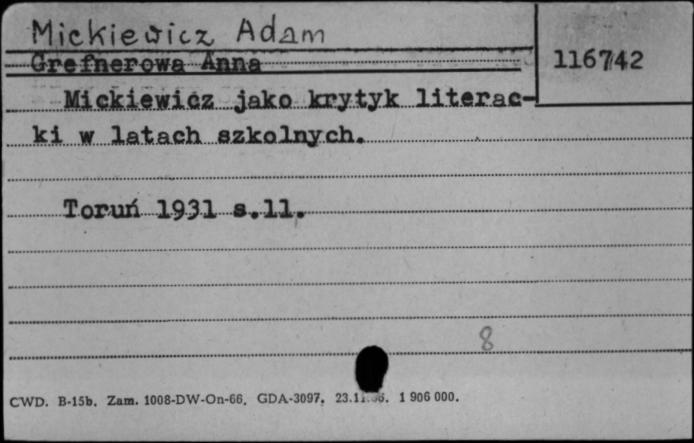 Mickiewicz Adam
116742
Grefnerowa Anna
Mickiewicz jako krytyk literac-
ki w latach szkolnych.
Toruń 1931 s.11.
8
CWD. B-15b. Zam. 1008-DW-On-66. GDA-3097. 1 906 000.